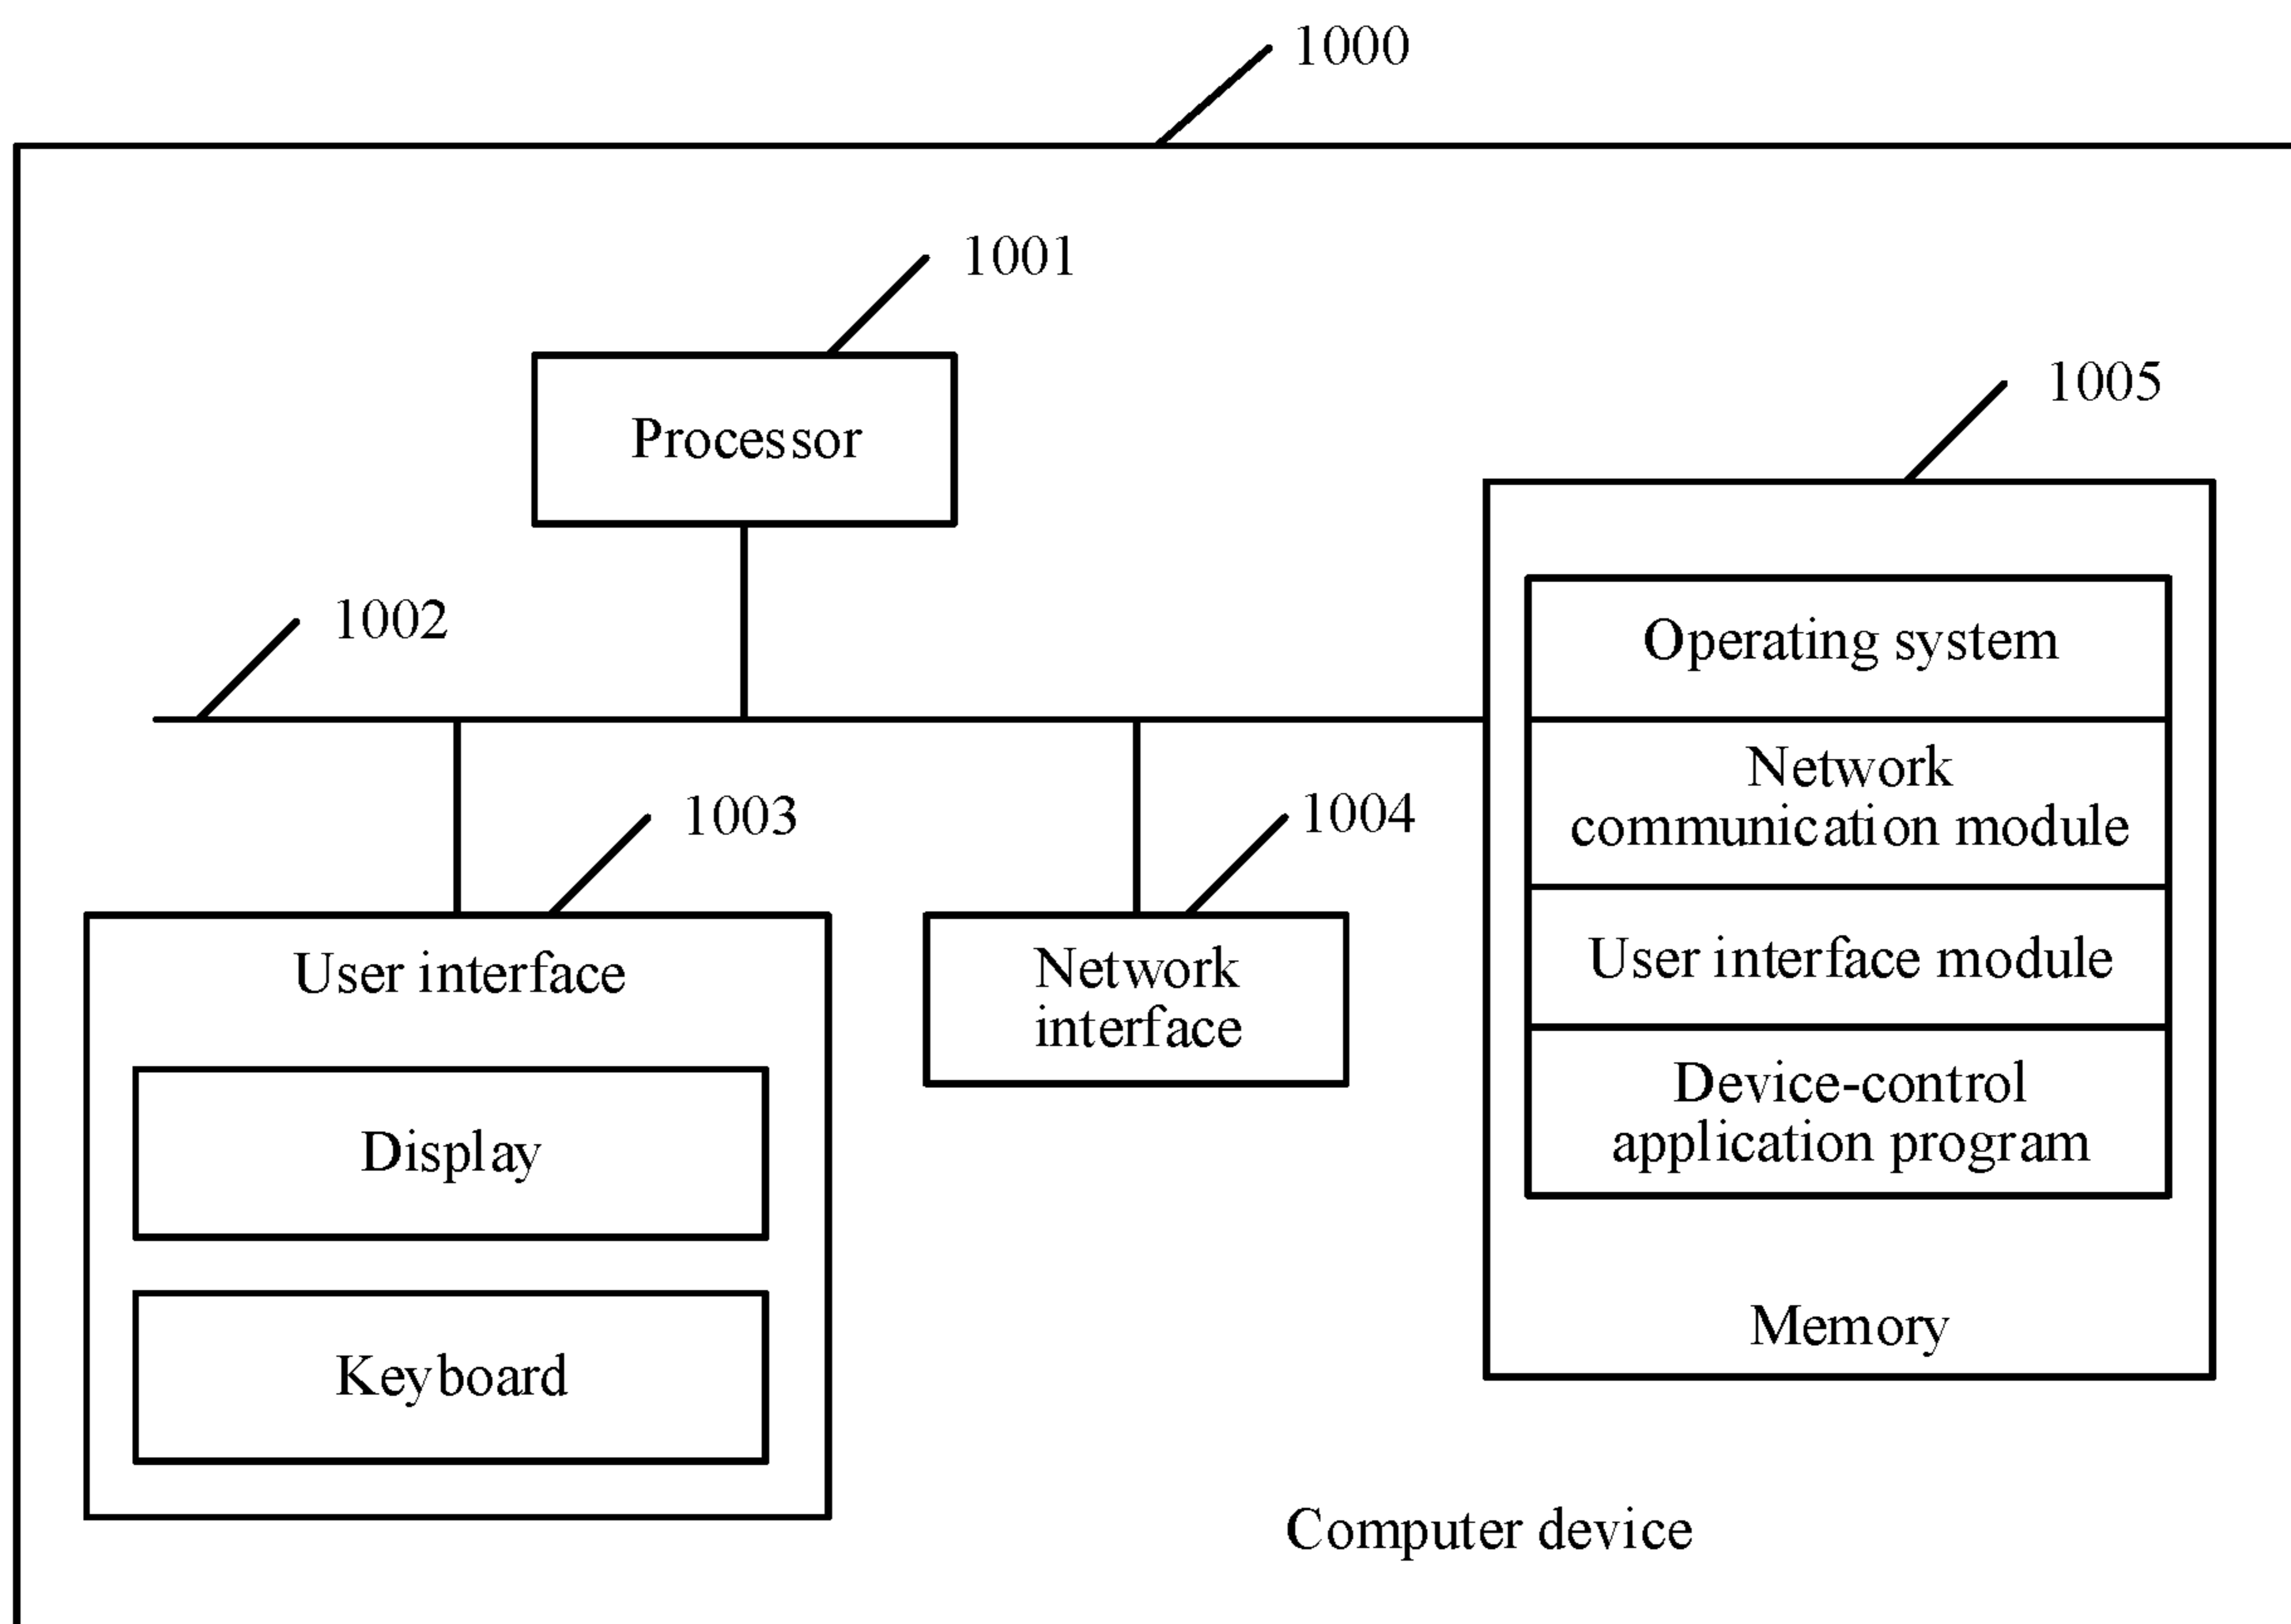 1000
1001
Processor
1005
1002
Operating system
Network
communication module
1003
1004
User interface module
User interface
Network
interface
Device-control
application program
Display
Keyboard
Memory
Computer device